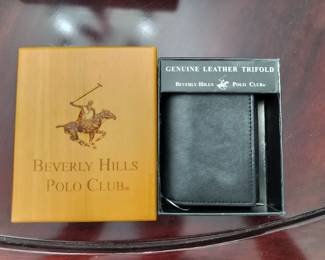 BEVERLY HILLS
POLO CLUB®
GENUINE LEATHER TRIFOLD
BEVERLY HILLS POLO CLUB®